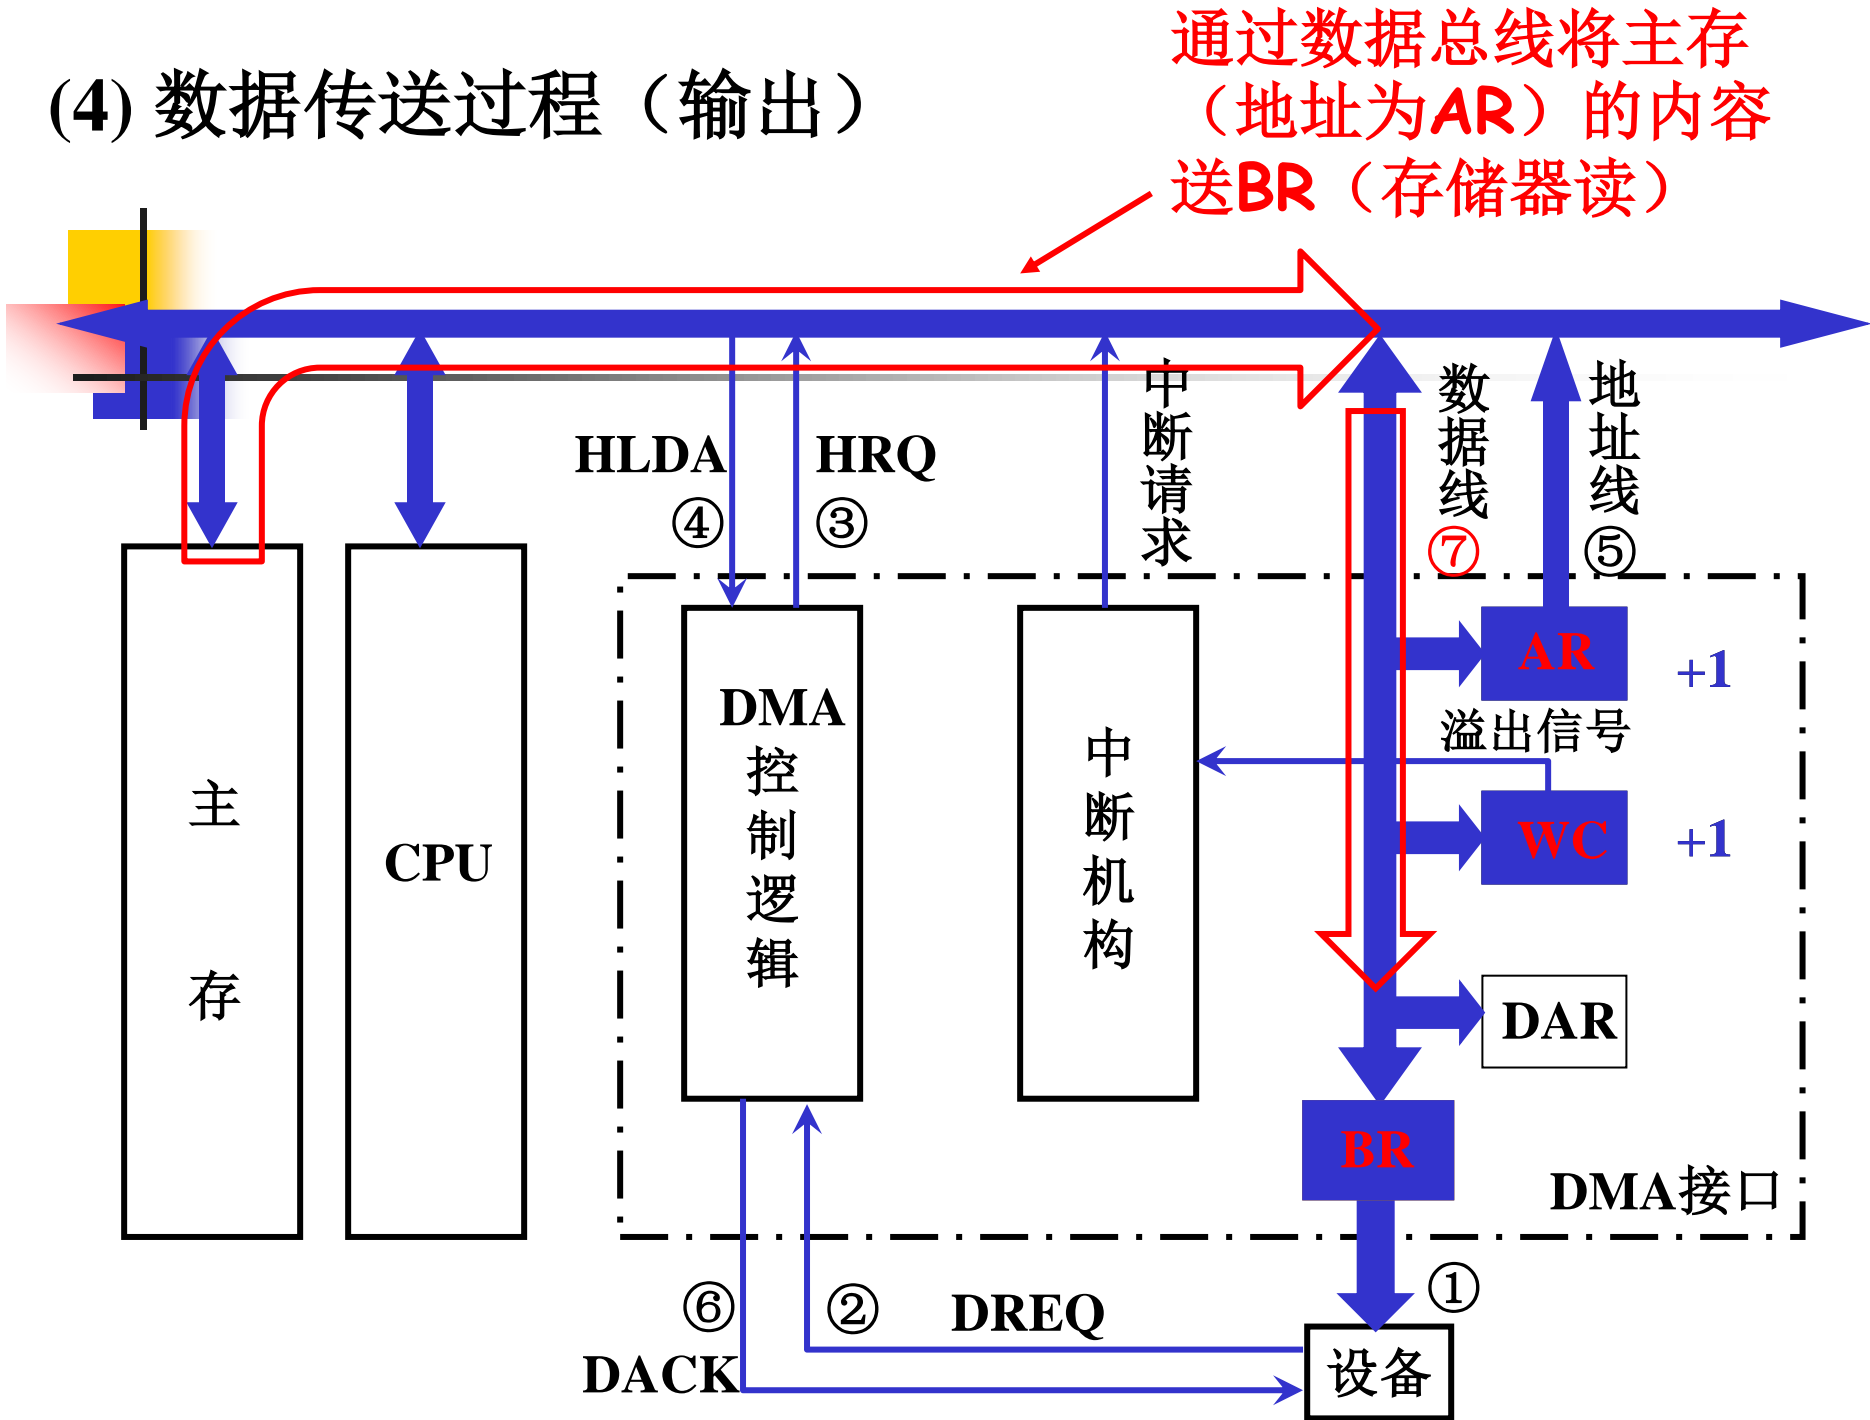 通过数据总线将主存
（地址为AR）的内容
送BR（存储器读）
(4) 数据传送过程（输出）
HLDA
④
HRQ
③
中断请求
数据线
⑦
地址线
⑤
主存
CPU
DMA
控制逻辑
中断机构
AR
+1
溢出信号
WC
+1
DAR
BR
DMA接口
⑥
②
DREQ
①
DACK
设备